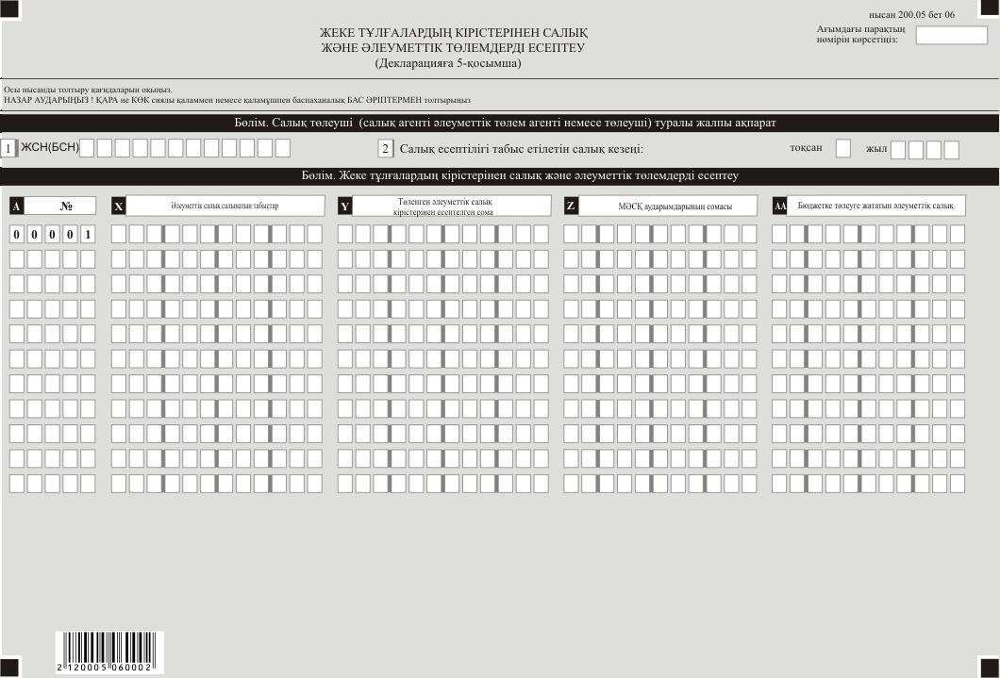 нысан 200.05 бет 06
ЖЕКЕ ТҰЛҒАЛАРДЫҢ КІРІСТЕРІНЕН САЛЫҚ
ЖӘНЕ ӘЛЕУМЕТТІК ТӨЛЕМДЕРДІ ЕСЕПТЕУ
(Декларацияға 5-қосымша)
Ағымдағы парақтың
нөмірін көрсетіңіз:
Осы нысанды толтыру қағидаларын оқыңыз.
НАЗАР АУДАРЫҢЫЗ ! ҚАРА не КӨК сиялы қаламмен немесе қаламұшпен баспаханалық БАС ӘРІПТЕРМЕН толтырыңыз
Бөлім. Салық төлеуші (салық агенті әлеуметтік төлем агенті немесе төлеуші) туралы жалпы ақпарат
1 ЖСН(БСН) 2 Салық есептілігі табыс етілетін салық кезеңі: тоқсан жыл
Бөлім. Жеке тұлғалардың кірістерінен салық және әлеуметтік төлемдерді есептеу
A № X Әлеуметтік салық салынатын табыстар Y Төленген әлеуметтік салық
кірістерінен есептелген сома
Z МӘСҚ аударымдарының сомасы AA Бюджетке төлеуге жататын әлеуметтік салық
0 0 0 0 1
2 120005 060002